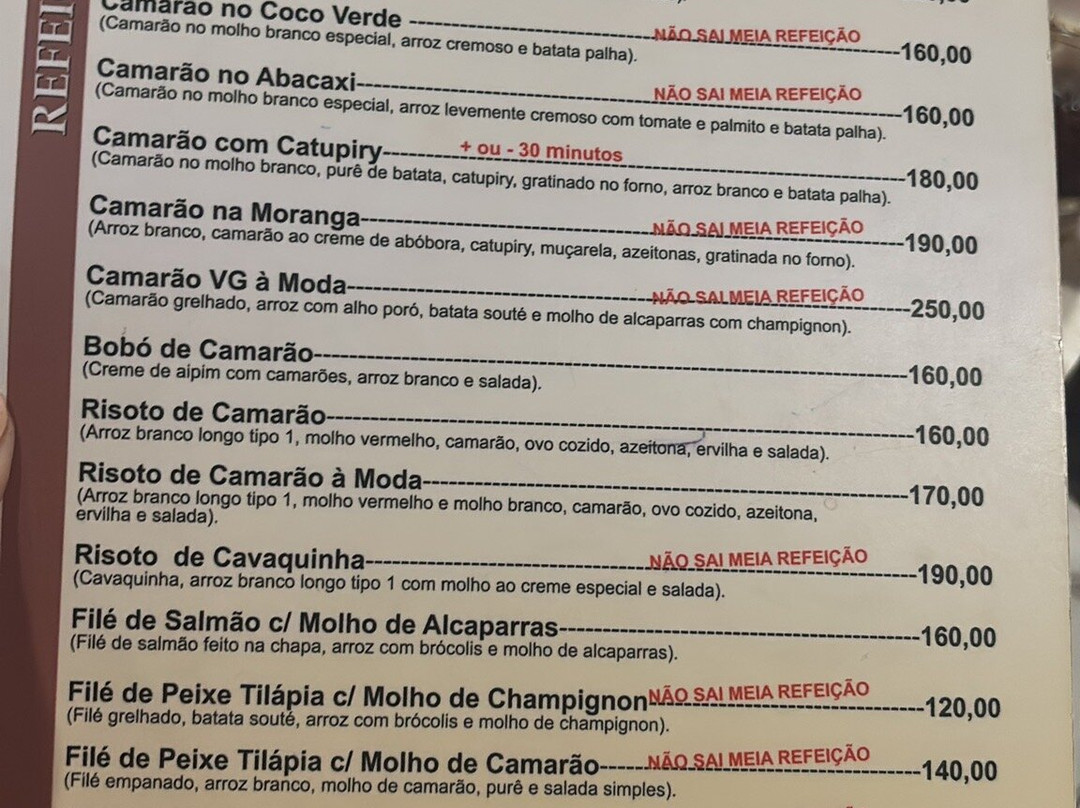 REFEI
Camarão no Coco Verde -----NÃO SAI MEIA REFEIÇÃO-----160,00
(Camarão no molho branco especial, arroz cremoso e batata palha).
Camarão no Abacaxi-----NÃO SAI MEIA REFEIÇÃO-----160,00
(Camarão no molho branco especial, arroz levemente cremoso com tomate e palmito e batata palha).
Camarão com Catupiry-----+ ou - 30 minutos-----180,00
(Camarão no molho branco, purê de batata, catupiry, gratinado no forno, arroz branco e batata palha).
Camarão na Moranga-----NÃO SAI MEIA REFEIÇÃO-----190,00
(Arroz branco, camarão ao creme de abóbora, catupiry, muçarela, azeitonas, gratinada no forno).
Camarão VG à Moda-----NÃO SAI MEIA REFEIÇÃO-----250,00
(Camarão grelhado, arroz com alho poró, batata souté e molho de alcaparras com champignon).
Bobó de Camarão-----160,00
(Creme de aipim com camarões, arroz branco e salada).
Risoto de Camarão-----160,00
(Arroz branco longo tipo 1, molho vermelho, camarão, ovo cozido, azeitona, ervilha e salada).
Risoto de Camarão à Moda-----170,00
(Arroz branco longo tipo 1, molho vermelho e molho branco, camarão, ovo cozido, azeitona,
ervilha e salada).
Risoto de Cavaquinha-----NÃO SAI MEIA REFEIÇÃO-----190,00
(Cavaquinha, arroz branco longo tipo 1 com molho ao creme especial e salada).
Filé de Salmão c/ Molho de Alcaparras-----160,00
(Filé de salmão feito na chapa, arroz com brócolis e molho de alcaparras).
Filé de Peixe Tilápia c/ Molho de Champignon NÃO SAI MEIA REFEIÇÃO-----120,00
(Filé grelhado, batata souté, arroz com brócolis e molho de champignon).
Filé de Peixe Tilápia c/ Molho de Camarão-----NÃO SAI MEIA REFEIÇÃO-----140,00
(Filé empanado, arroz branco, molho de camarão, purê e salada simples).